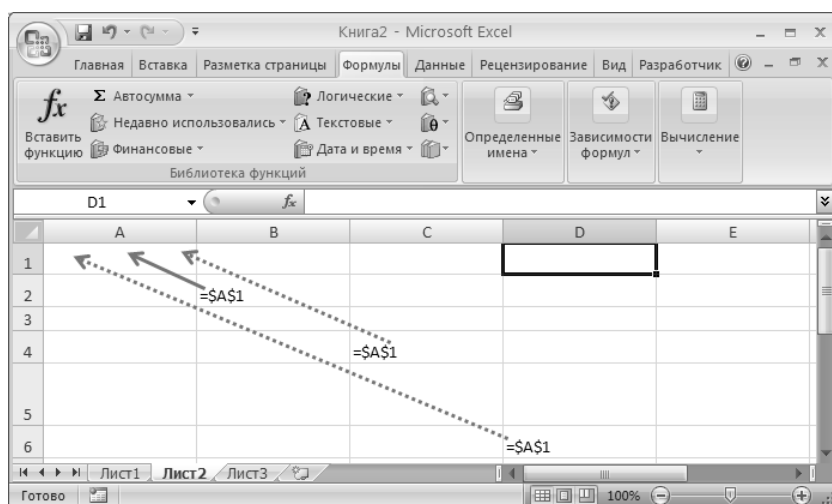 Книга2 - Microsoft Excel
Главная Вставка Разметка страницы Формулы Данные Рецензирование Вид Разработчик
fx Σ Автосумма Логические
Недавно использовались Текстовые
Вставить функцию Финансовые Дата и время
Определенные имена Зависимости формул Вычисление
Библиотека функций
D1 fx
A B C D E
1
2 =$A$1
3
4 =$A$1
5
6 =$A$1
Лист1 Лист2 Лист3
Готово 100%